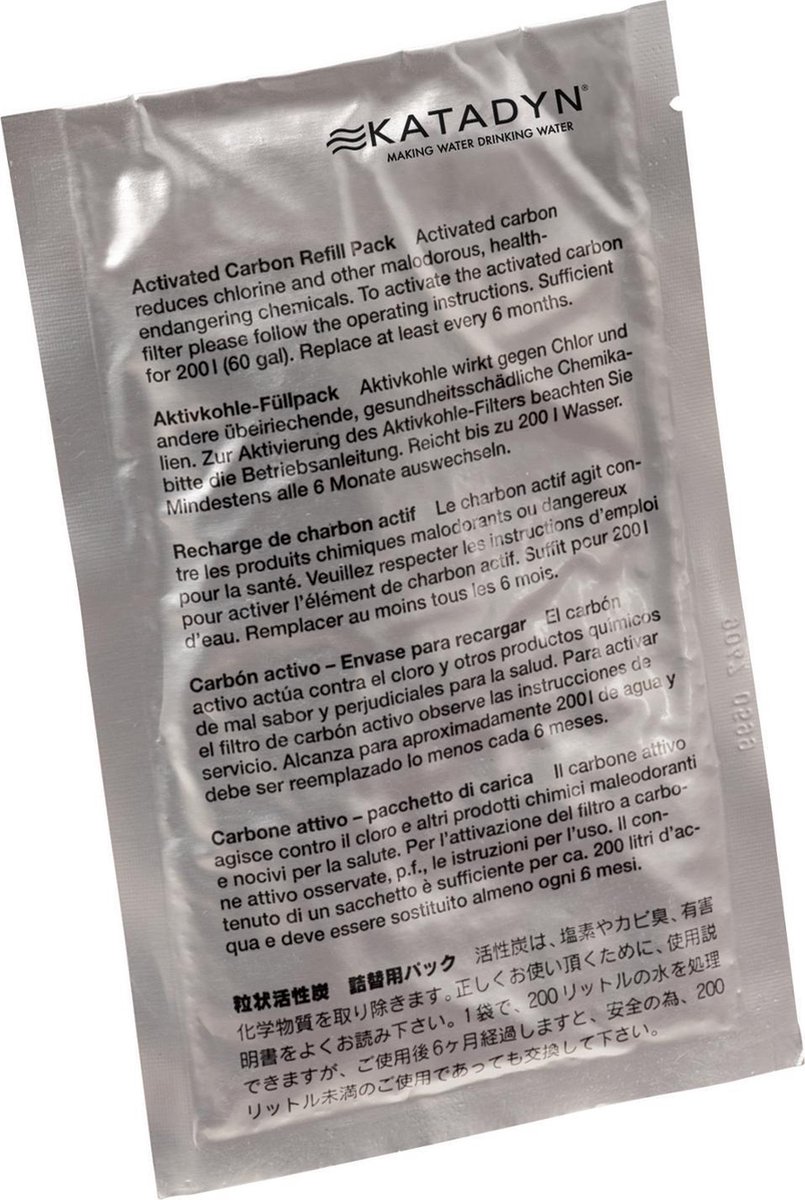 KATADYN®
MAKING WATER DRINKING WATER
Activated Carbon Refill Pack Activated carbon
reduces chlorine and other malodorous, health-
endangering chemicals. To activate the activated carbon
filter please follow the operating instructions. Sufficient
for 200 l (60 gal). Replace at least every 6 months.
Aktivkohle-Füllpack Aktivkohle wirkt gegen Chlor und
andere übeiriechende, gesundheitsschädliche Chemika-
lien. Zur Aktivierung des Aktivkohle-Filters beachten Sie
bitte die Betriebsanleitung. Reicht bis zu 200 l Wasser.
Mindestens alle 6 Monate auswechseln.
Recharge de charbon actif Le charbon actif agit con-
tre les produits chimiques malodorants ou dangereux
pour la santé. Veuillez respecter les instructions d'emploi
pour activer l'élément de charbon actif. Suffit pour 200 l
d'eau. Remplacer au moins tous les 6 mois.
Carbón activo – Envase para recargar El carbón
activo actúa contra el cloro y otros productos químicos
de mal sabor y perjudiciales para la salud. Para activar
el filtro de carbón activo observe las instrucciones de
servicio. Alcanza para aproximadamente 200 l de agua y
debe ser reemplazado lo menos cada 6 meses.
Carbone attivo – pacchetto di carica Il carbone attivo
agisce contro il cloro e altri prodotti chimici maleodoranti
e nocivi per la salute. Per l'attivazione del filtro a carbo-
ne attivo osservate, p.f., le istruzioni per l'uso. Il con-
tenuto di un sacchetto è sufficiente per ca. 200 litri d'ac-
qua e deve essere sostituito almeno ogni 6 mesi.
粒状活性炭 詰替用パック 活性炭は、塩素やカビ臭、有害
化学物質を取り除きます。正しくお使い頂くために、使用説
明書をよくお読み下さい。1袋で、200リットルの水を処理
できますが、ご使用後6ヶ月経過しますと、安全の為、200
リットル未満のご使用であっても交換して下さい。